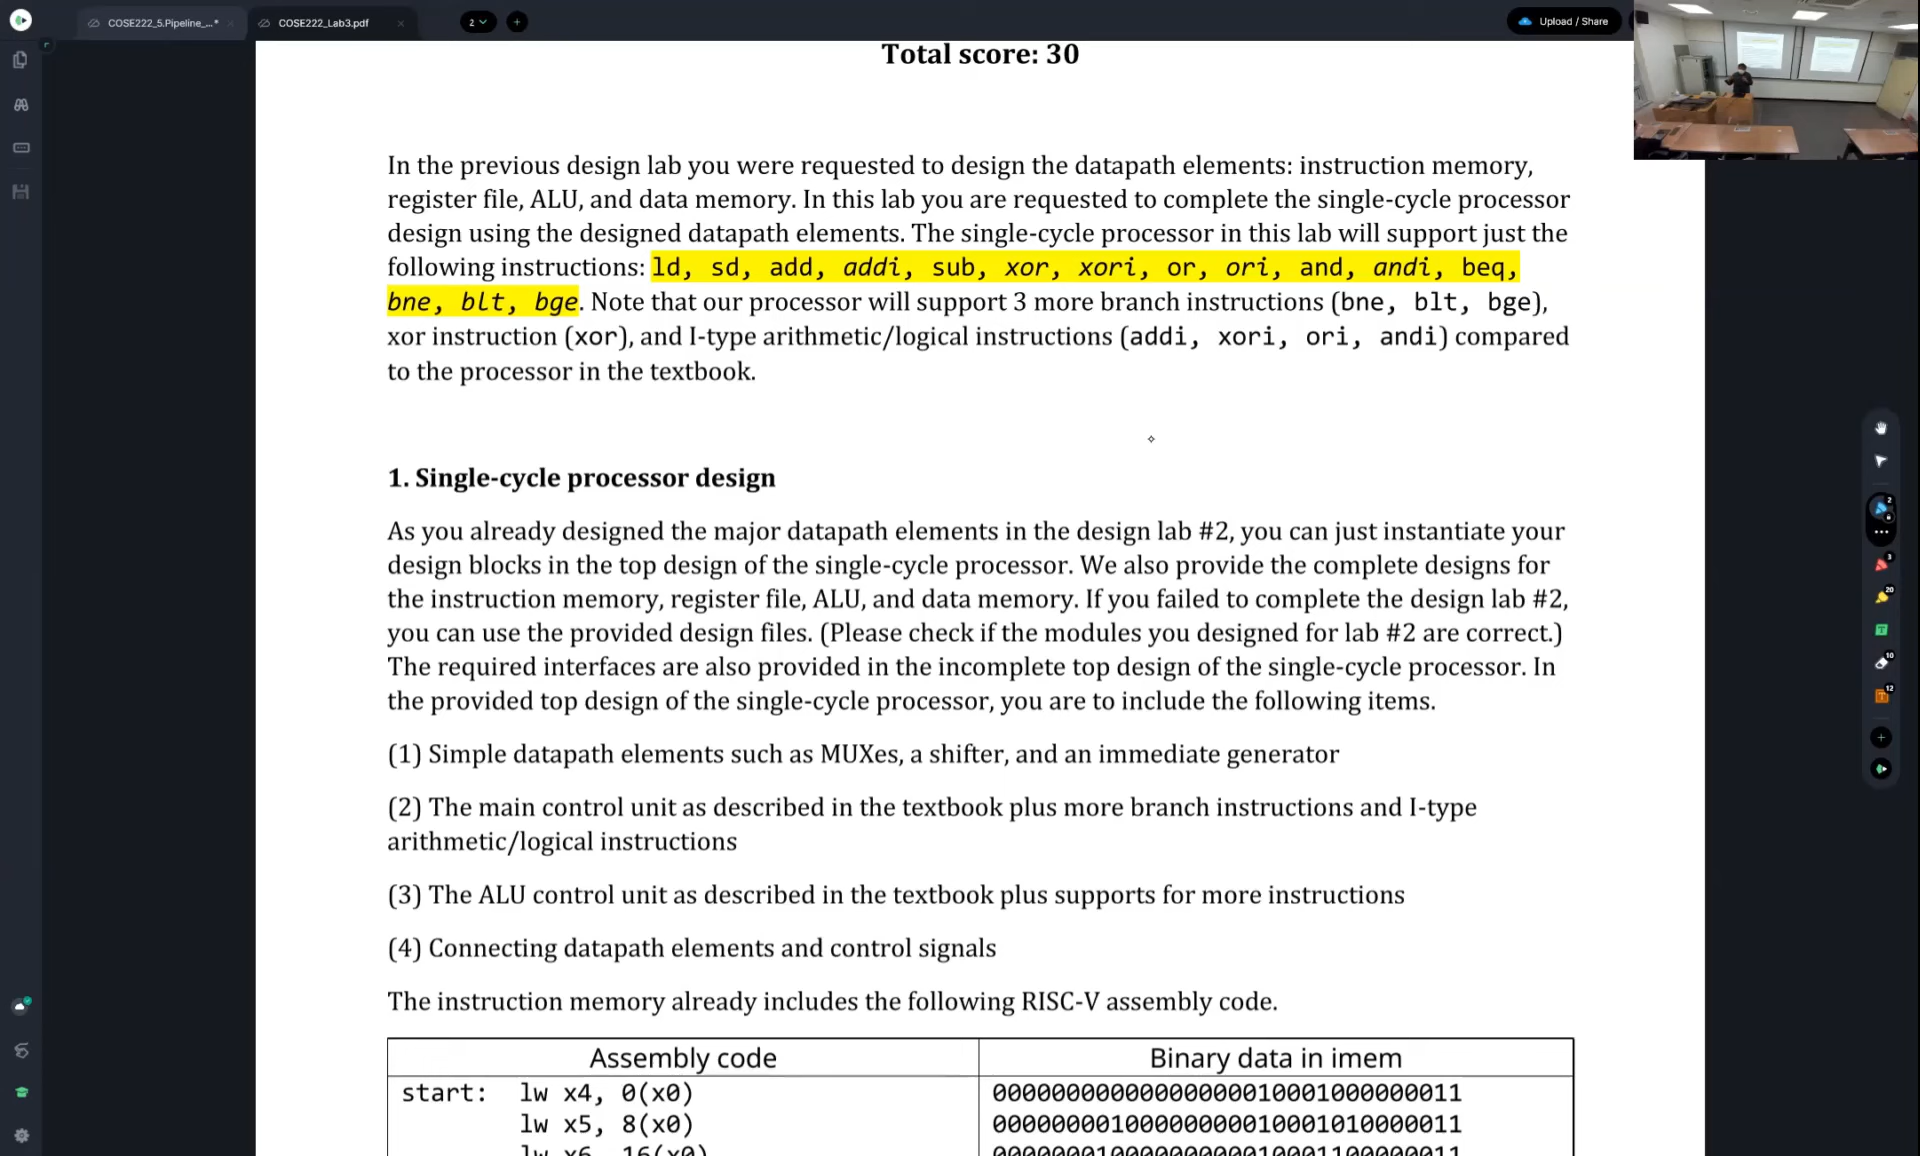 COSE222_5.Pipeline_...*
COSE222_Lab3.pdf
2
Upload / Share
Total score: 30
In the previous design lab you were requested to design the datapath elements: instruction memory,
register file, ALU, and data memory. In this lab you are requested to complete the single-cycle processor
design using the designed datapath elements. The single-cycle processor in this lab will support just the
following instructions: ld, sd, add, addi, sub, xor, xori, or, ori, and, andi, beq,
bne, blt, bge. Note that our processor will support 3 more branch instructions (bne, blt, bge),
xor instruction (xor), and I-type arithmetic/logical instructions (addi, xori, ori, andi) compared
to the processor in the textbook.
1. Single-cycle processor design
As you already designed the major datapath elements in the design lab #2, you can just instantiate your
design blocks in the top design of the single-cycle processor. We also provide the complete designs for
the instruction memory, register file, ALU, and data memory. If you failed to complete the design lab #2,
you can use the provided design files. (Please check if the modules you designed for lab #2 are correct.)
The required interfaces are also provided in the incomplete top design of the single-cycle processor. In
the provided top design of the single-cycle processor, you are to include the following items.
(1) Simple datapath elements such as MUXes, a shifter, and an immediate generator
(2) The main control unit as described in the textbook plus more branch instructions and I-type
arithmetic/logical instructions
(3) The ALU control unit as described in the textbook plus supports for more instructions
(4) Connecting datapath elements and control signals
The instruction memory already includes the following RISC-V assembly code.
Assembly code Binary data in imem
start: lw x4, 0(x0) 00000000000000000010001000000011
lw x5, 8(x0) 00000000100000000010001010000011
lw x6, 16(x0) 00000001000000000010001100000011
2
3
20
10
12